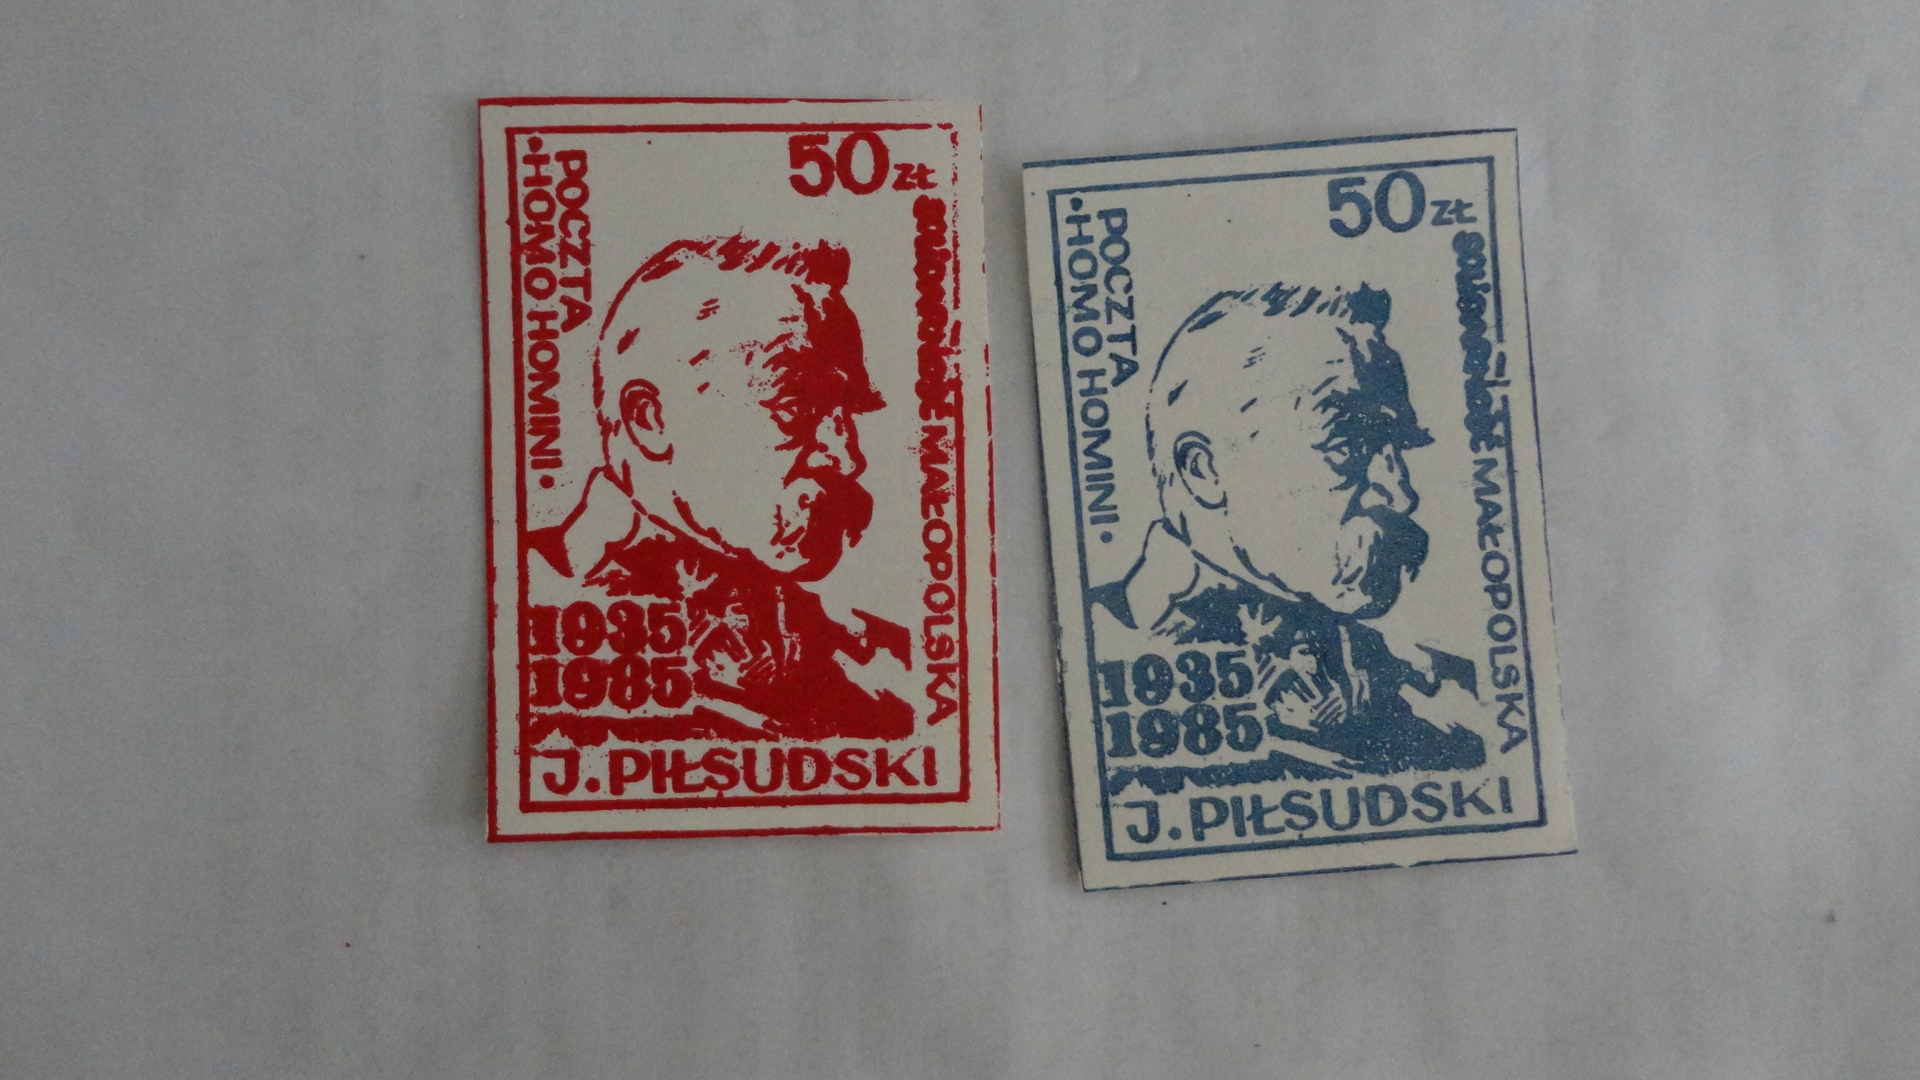 50 zł
POCZTA
•HOMO HOMINI•
Solidarność MAŁOPOLSKA
1935
1985
J. PIŁSUDSKI
50 zł
POCZTA
•HOMO HOMINI•
Solidarność MAŁOPOLSKA
1935
1985
J. PIŁSUDSKI